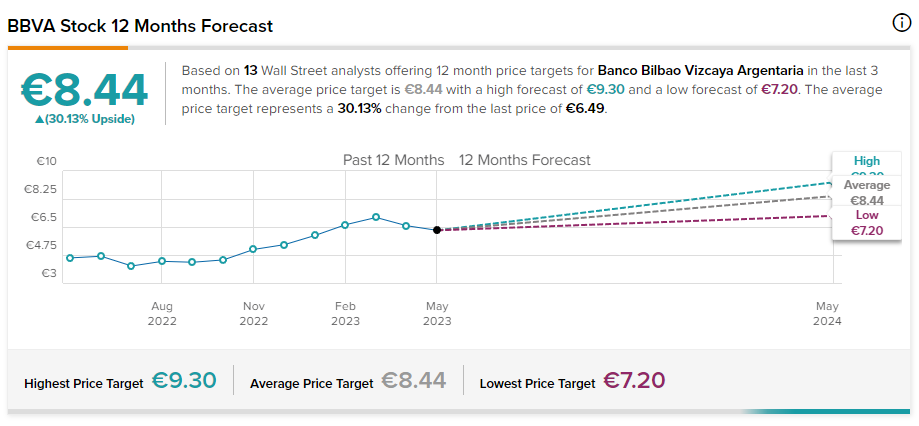 BBVA Stock 12 Months Forecast
€8.44
▲(30.13% Upside)
Based on 13 Wall Street analysts offering 12 month price targets for Banco Bilbao Vizcaya Argentaria in the last 3
months. The average price target is €8.44 with a high forecast of €9.30 and a low forecast of €7.20. The average
price target represents a 30.13% change from the last price of €6.49.
Past 12 Months 12 Months Forecast
€10
€8.25
€6.5
€4.75
€3
High
€9.30
Average
€8.44
Low
€7.20
Aug
2022
Nov
2022
Feb
2023
May
2023
May
2024
Highest Price Target €9.30
Average Price Target €8.44
Lowest Price Target €7.20